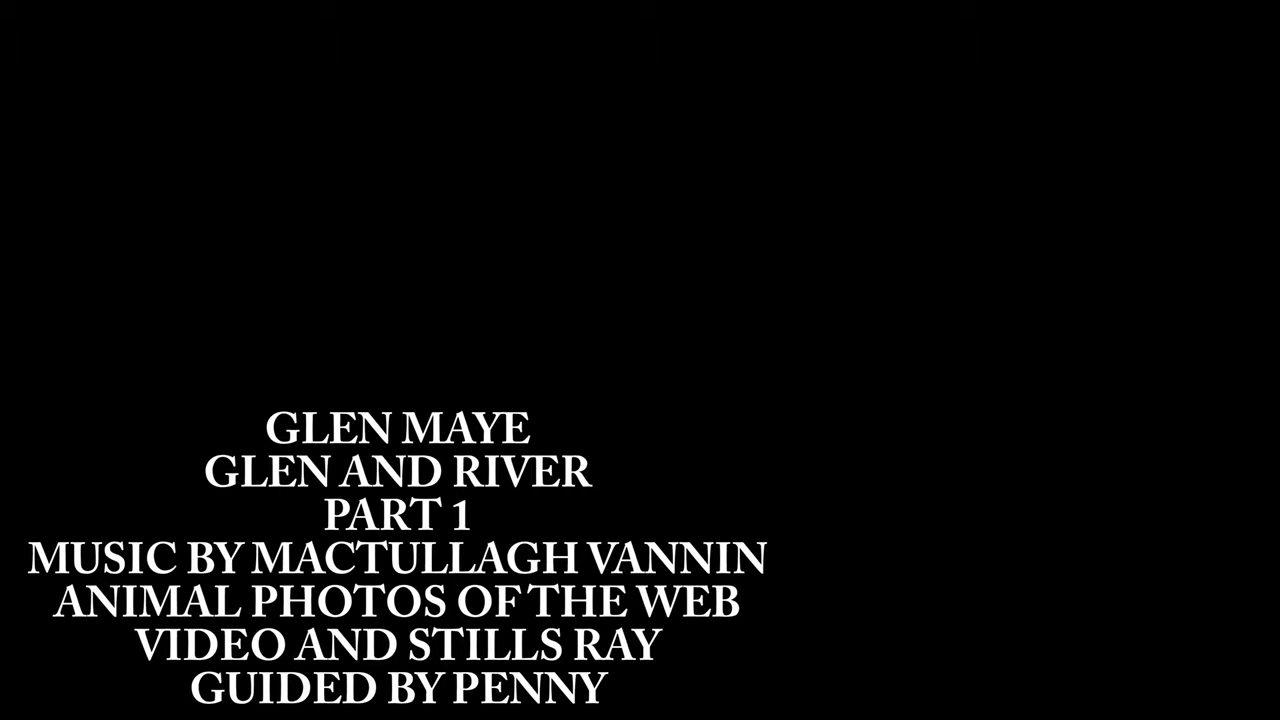 GLEN MAYE
GLEN AND RIVER
PART 1
MUSIC BY MACTULLAGH VANNIN
ANIMAL PHOTOS OF THE WEB
VIDEO AND STILLS RAY
GUIDED BY PENNY